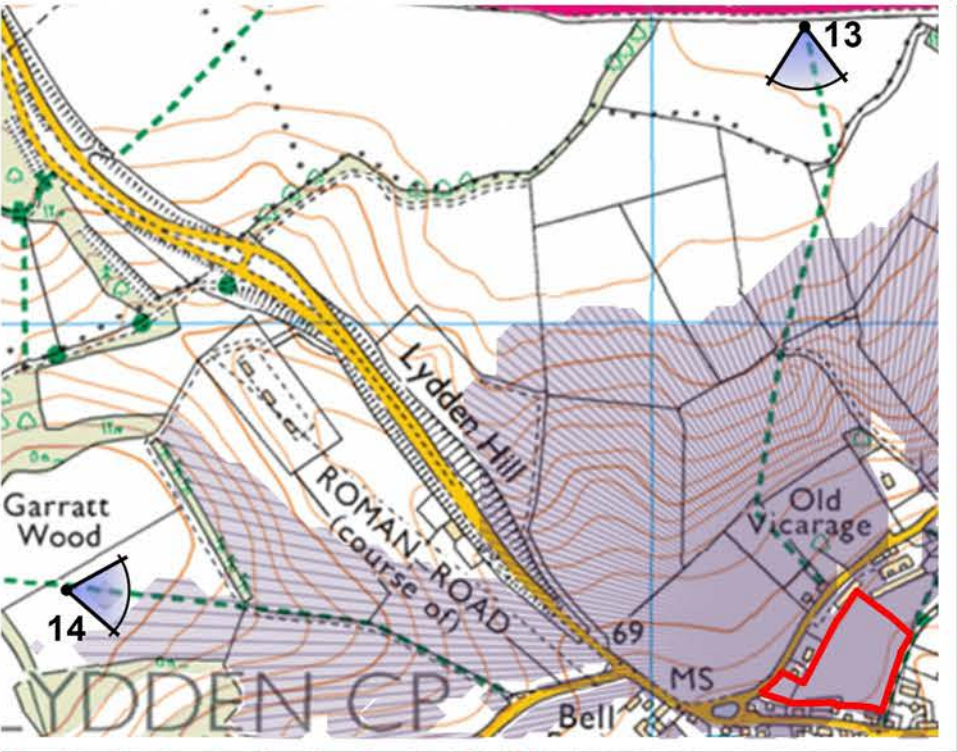 13
Lydden Hill
Garratt
Wood
ROMAN ROAD
(course of)
Old
Vicarage
14
69
MS
LYDDEN CP
Bell